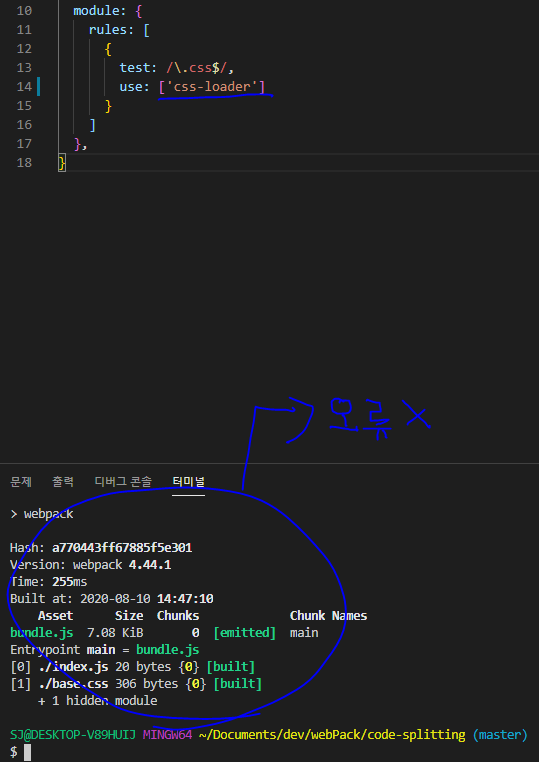 10 module: {
11 rules: [
12 {
13 test: /\.css$/,
14 use: ['css-loader']
15 }
16 ]
17 },
18 }
오류 X
문제 출력 디버그 콘솔 터미널
> webpack
Hash: a770443ff67885f5e301
Version: webpack 4.44.1
Time: 255ms
Built at: 2020-08-10 14:47:10
Asset Size Chunks Chunk Names
bundle.js 7.08 KiB 0 [emitted] main
Entrypoint main = bundle.js
[0] ./index.js 20 bytes {0} [built]
[1] ./base.css 306 bytes {0} [built]
+ 1 hidden module
SJ@DESKTOP-V89HUIJ MINGW64 ~/Documents/dev/webPack/code-splitting (master)
$